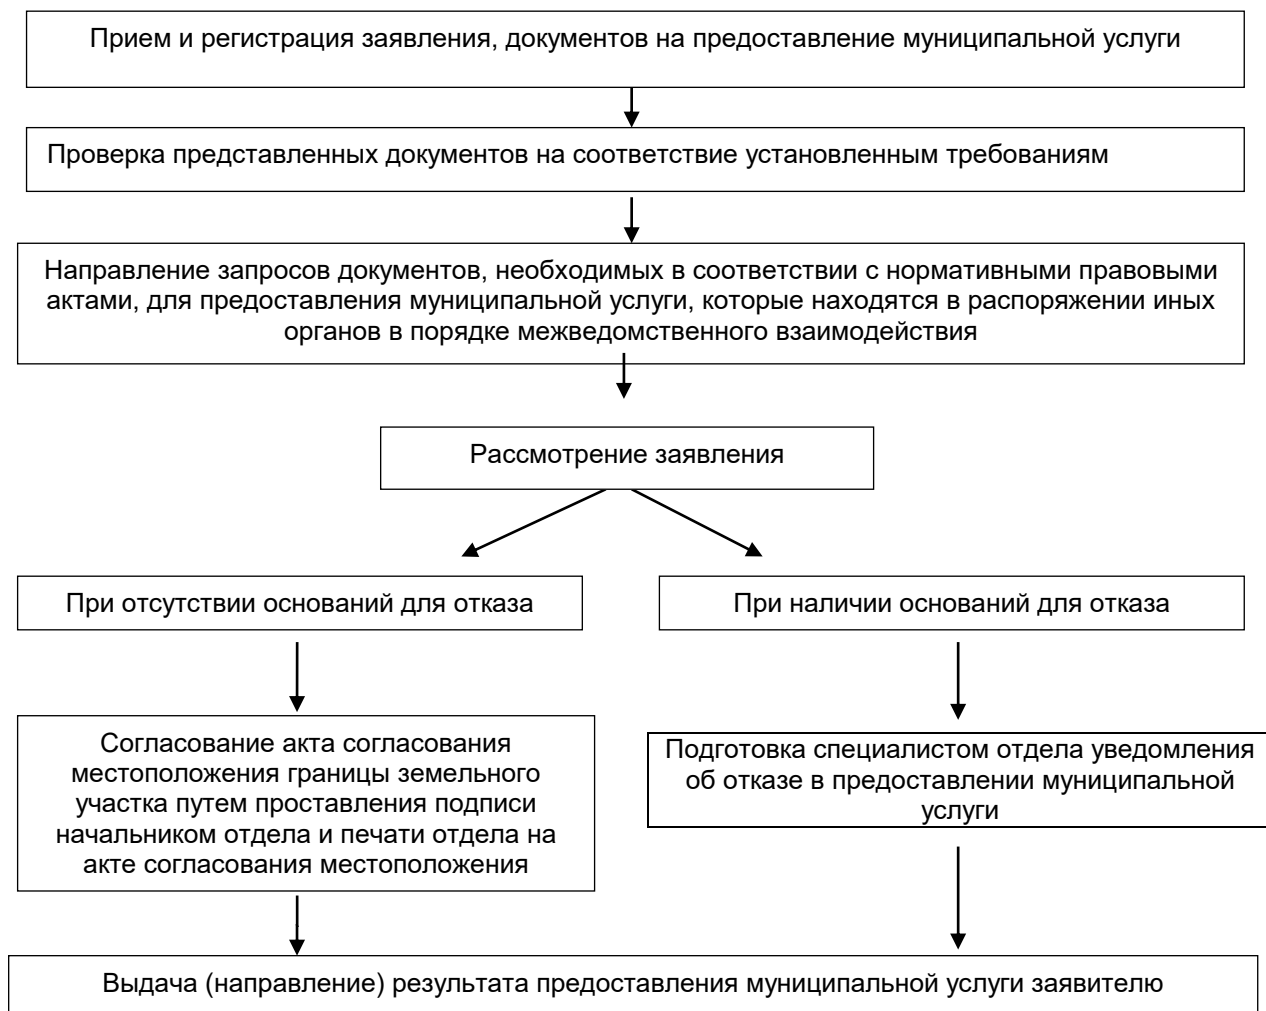 Прием и регистрация заявления, документов на предоставление муниципальной услуги
Проверка представленных документов на соответствие установленным требованиям
Направление запросов документов, необходимых в соответствии с нормативными правовыми
актами, для предоставления муниципальной услуги, которые находятся в распоряжении иных
органов в порядке межведомственного взаимодействия
Рассмотрение заявления
При отсутствии оснований для отказа
При наличии оснований для отказа
Согласование акта согласования
местоположения границы земельного
участка путем проставления подписи
начальником отдела и печати отдела на
акте согласования местоположения
Подготовка специалистом отдела уведомления
об отказе в предоставлении муниципальной
услуги
Выдача (направление) результата предоставления муниципальной услуги заявителю